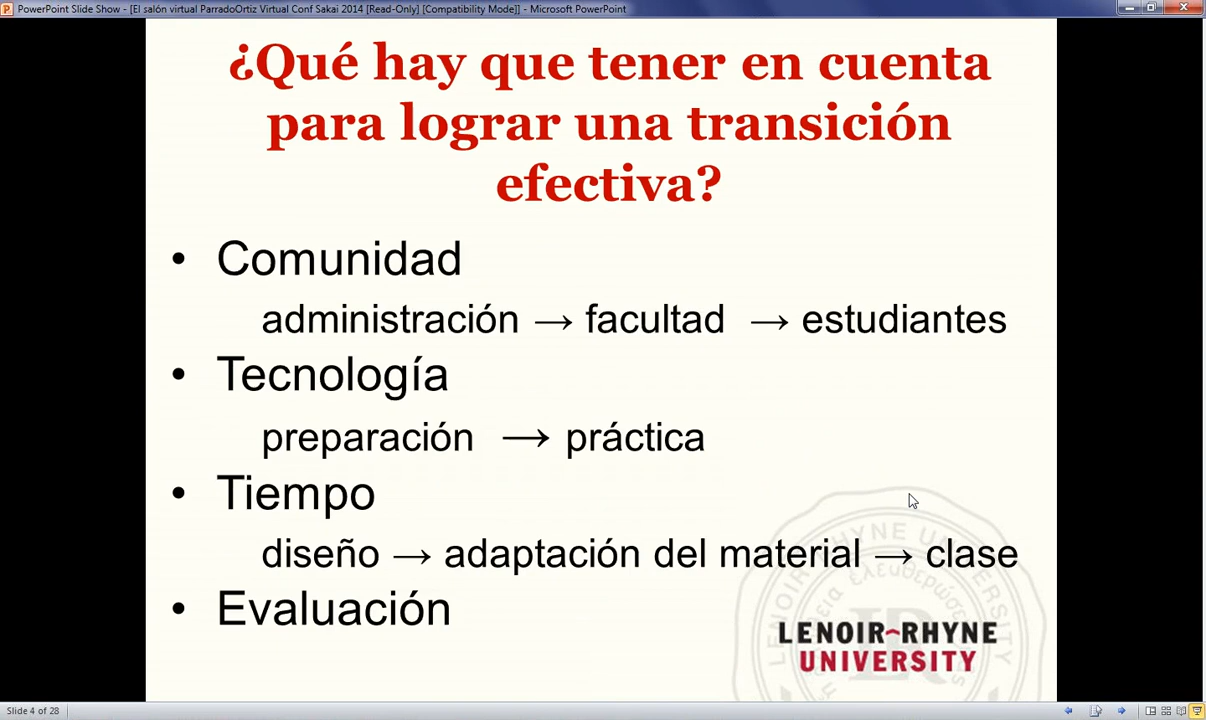 PowerPoint Slide Show - [El salón virtual ParradoOrtiz Virtual Conf Sakai 2014 [Read-Only] [Compatibility Mode]] - Microsoft PowerPoint
¿Qué hay que tener en cuenta
para lograr una transición
efectiva?
• Comunidad
administración → facultad → estudiantes
• Tecnología
preparación → práctica
• Tiempo
diseño → adaptación del material → clase
• Evaluación
LENOIR-RHYNE
UNIVERSITY
Slide 4 of 28